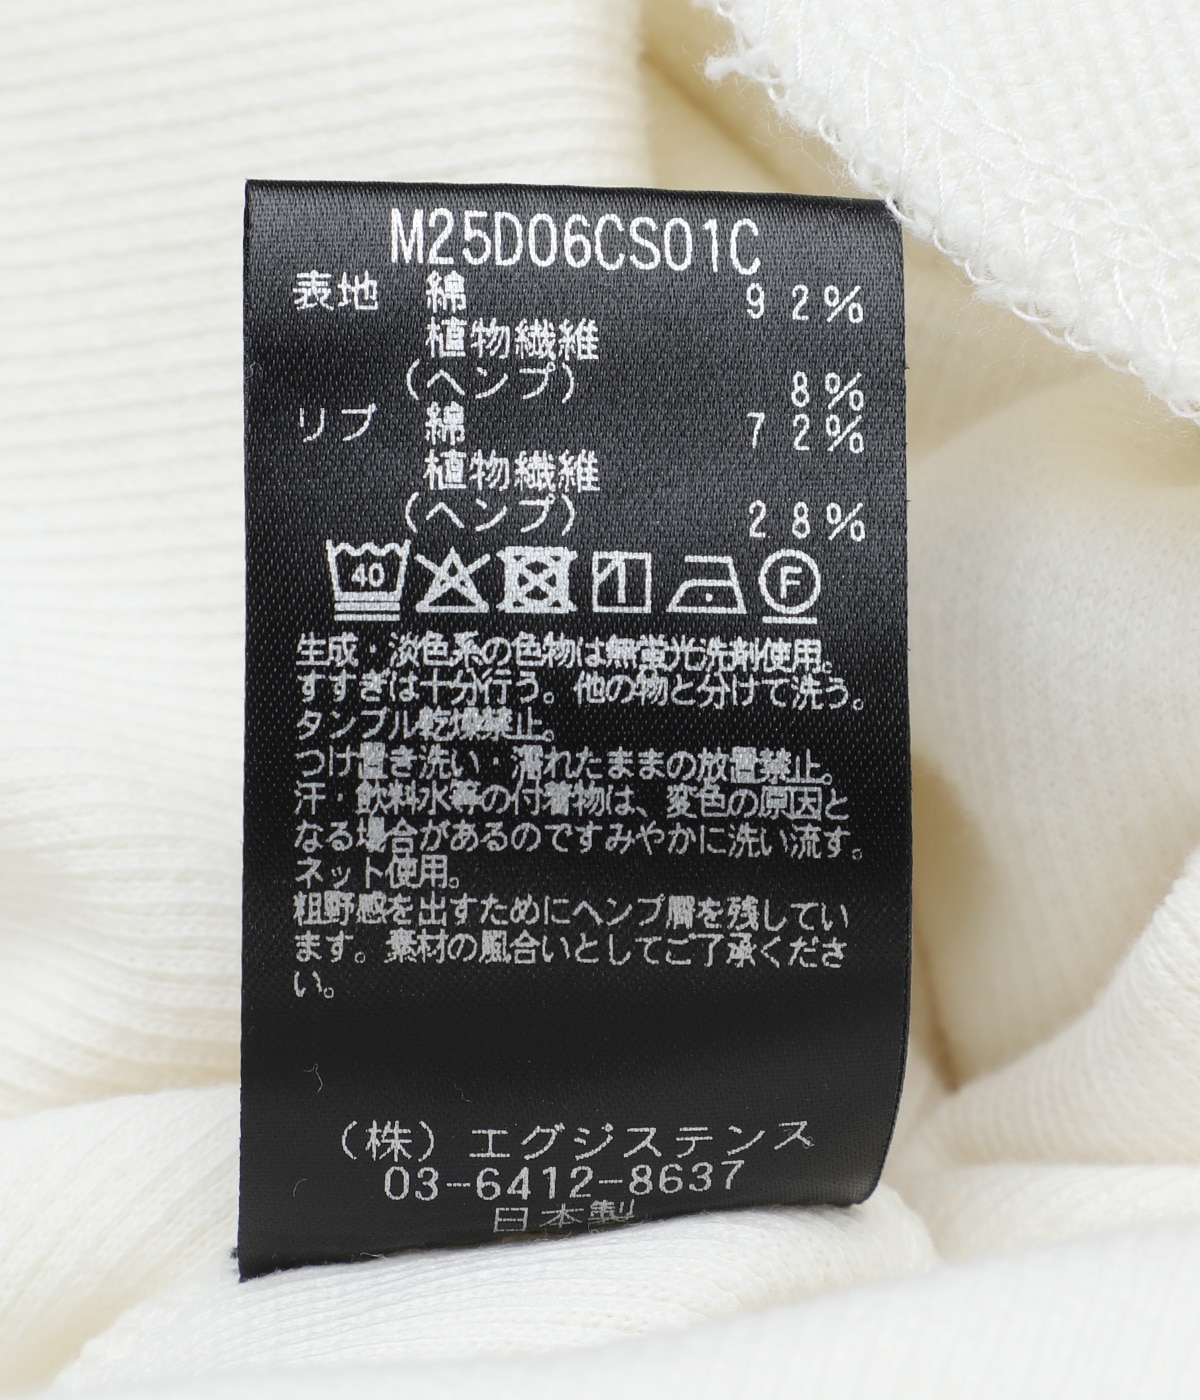 M25D06CS01C
表地 綿 92%
植物繊維
(ヘンプ) 8%
リブ 綿 72%
植物繊維
(ヘンプ) 28%
40 F
生成・淡色系の色物は無蛍光洗剤使用。
すすぎは十分行う。他の物と分けて洗う。
タンブル乾燥禁止。
つけ置き洗い・濡れたままの放置禁止。
汗・飲料水等の付着物は、変色の原因と
なる場合があるのですみやかに洗い流す。
ネット使用。
粗野感を出すためにヘンプ屑を残してい
ます。素材の風合いとしてご了承くださ
い。
(株)エグジステンス
03-6412-8637
日本製